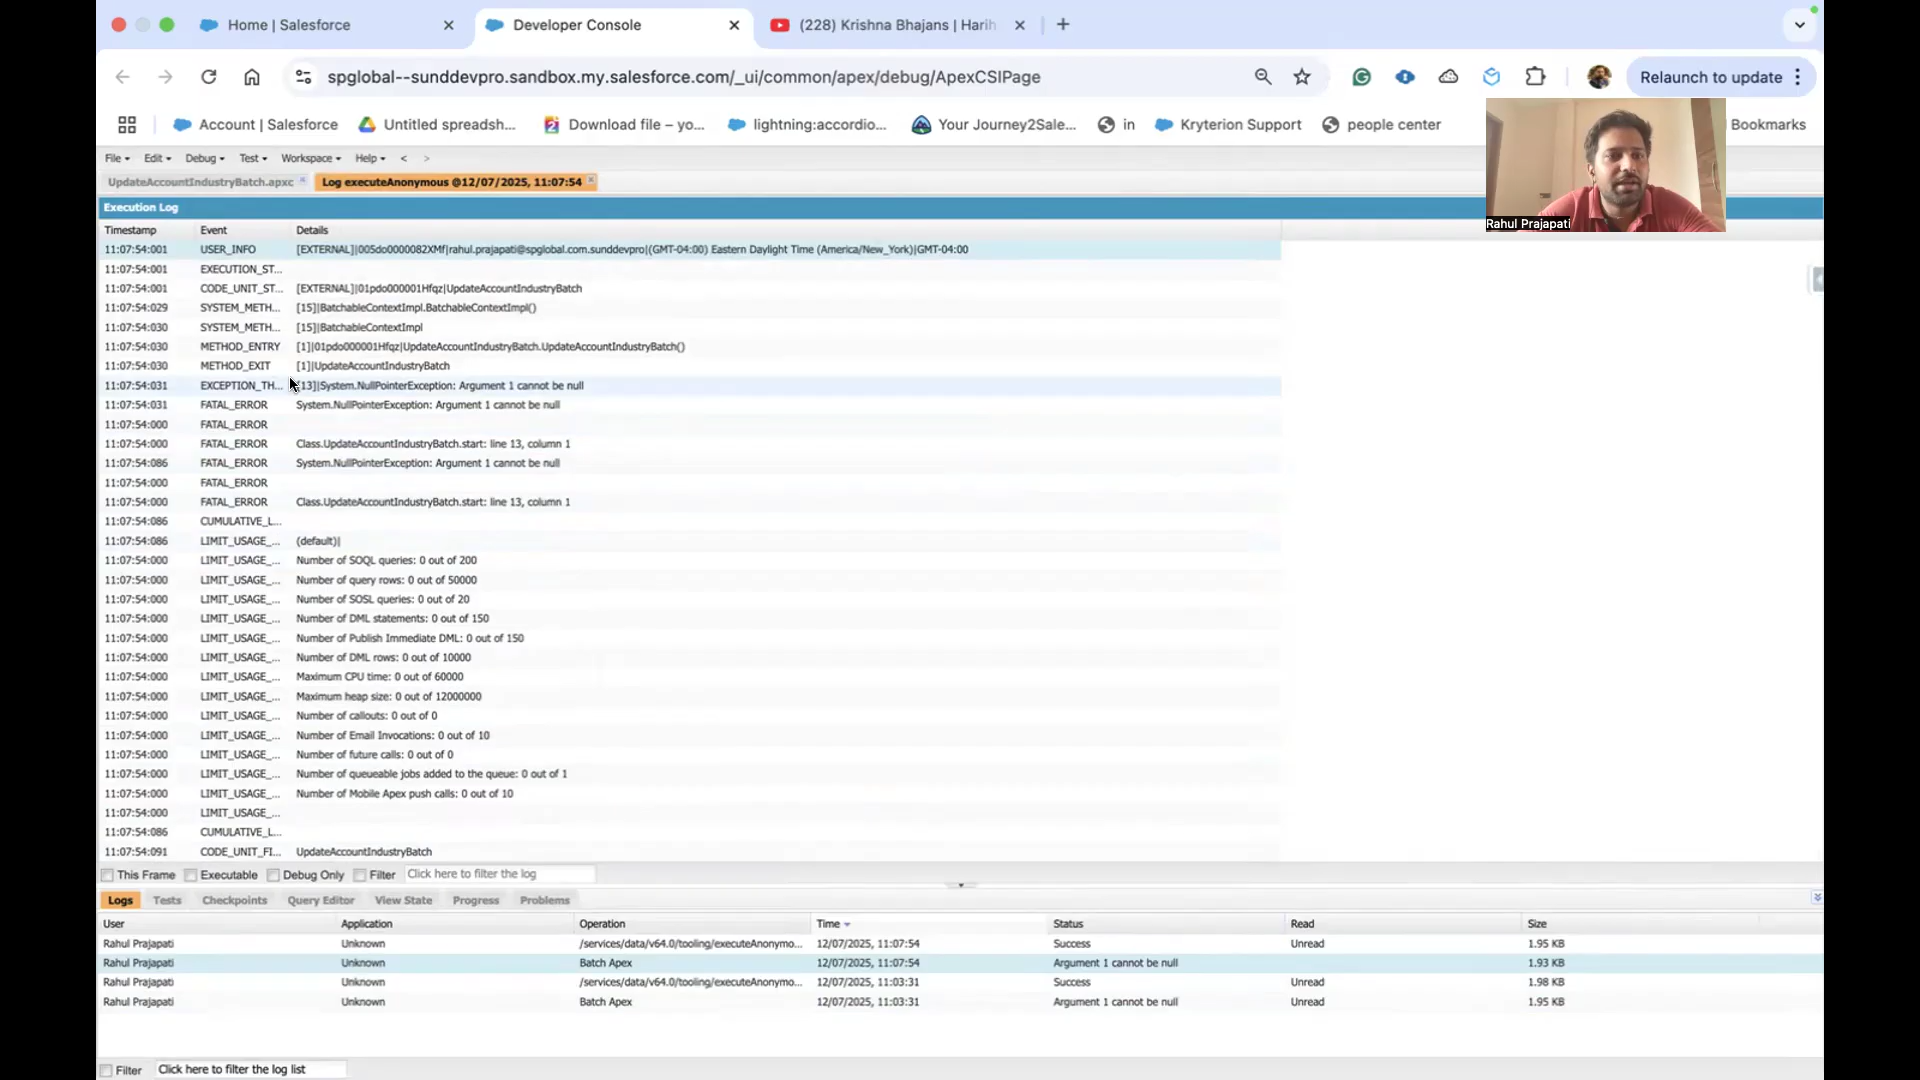 Home | Salesforce
Developer Console
(228) Krishna Bhajans | Harih
spglobal--sunddevpro.sandbox.my.salesforce.com/_ui/common/apex/debug/ApexCSIPage
Relaunch to update
Account | Salesforce
Untitled spreadsh...
Download file – yo...
lightning:accordio...
Your Journey2Sale...
in
Kryterion Support
people center
Bookmarks
Rahul Prajapati
File Edit Debug Test Workspace Help < >
UpdateAccountIndustryBatch.apxc
Log executeAnonymous @12/07/2025, 11:07:54
Execution Log
Timestamp Event Details
11:07:54:001 USER_INFO [EXTERNAL]|005do0000082XMf|rahul.prajapati@spglobal.com.sunddevpro|(GMT-04:00) Eastern Daylight Time (America/New_York)|GMT-04:00
11:07:54:001 EXECUTION_ST...
11:07:54:001 CODE_UNIT_ST... [EXTERNAL]|01pdo000001Hfqz|UpdateAccountIndustryBatch
11:07:54:029 SYSTEM_METH... [15]|BatchableContextImpl.BatchableContextImpl()
11:07:54:030 SYSTEM_METH... [15]|BatchableContextImpl
11:07:54:030 METHOD_ENTRY [1]|01pdo000001Hfqz|UpdateAccountIndustryBatch.UpdateAccountIndustryBatch()
11:07:54:030 METHOD_EXIT [1]|UpdateAccountIndustryBatch
11:07:54:031 EXCEPTION_TH... [13]|System.NullPointerException: Argument 1 cannot be null
11:07:54:031 FATAL_ERROR System.NullPointerException: Argument 1 cannot be null
11:07:54:000 FATAL_ERROR
11:07:54:000 FATAL_ERROR Class.UpdateAccountIndustryBatch.start: line 13, column 1
11:07:54:086 FATAL_ERROR System.NullPointerException: Argument 1 cannot be null
11:07:54:000 FATAL_ERROR
11:07:54:000 FATAL_ERROR Class.UpdateAccountIndustryBatch.start: line 13, column 1
11:07:54:086 CUMULATIVE_L...
11:07:54:086 LIMIT_USAGE_... (default)|
11:07:54:000 LIMIT_USAGE_... Number of SOQL queries: 0 out of 200
11:07:54:000 LIMIT_USAGE_... Number of query rows: 0 out of 50000
11:07:54:000 LIMIT_USAGE_... Number of SOSL queries: 0 out of 20
11:07:54:000 LIMIT_USAGE_... Number of DML statements: 0 out of 150
11:07:54:000 LIMIT_USAGE_... Number of Publish Immediate DML: 0 out of 150
11:07:54:000 LIMIT_USAGE_... Number of DML rows: 0 out of 10000
11:07:54:000 LIMIT_USAGE_... Maximum CPU time: 0 out of 60000
11:07:54:000 LIMIT_USAGE_... Maximum heap size: 0 out of 12000000
11:07:54:000 LIMIT_USAGE_... Number of callouts: 0 out of 0
11:07:54:000 LIMIT_USAGE_... Number of Email Invocations: 0 out of 10
11:07:54:000 LIMIT_USAGE_... Number of future calls: 0 out of 0
11:07:54:000 LIMIT_USAGE_... Number of queueable jobs added to the queue: 0 out of 1
11:07:54:000 LIMIT_USAGE_... Number of Mobile Apex push calls: 0 out of 10
11:07:54:000 LIMIT_USAGE_...
11:07:54:086 CUMULATIVE_L...
11:07:54:091 CODE_UNIT_FI... UpdateAccountIndustryBatch
This Frame Executable Debug Only Filter Click here to filter the log
Logs Tests Checkpoints Query Editor View State Progress Problems
User Application Operation Time Status Read Size
Rahul Prajapati Unknown /services/data/v64.0/tooling/executeAnonymo... 12/07/2025, 11:07:54 Success Unread 1.95 KB
Rahul Prajapati Unknown Batch Apex 12/07/2025, 11:07:54 Argument 1 cannot be null 1.93 KB
Rahul Prajapati Unknown /services/data/v64.0/tooling/executeAnonymo... 12/07/2025, 11:03:31 Success Unread 1.98 KB
Rahul Prajapati Unknown Batch Apex 12/07/2025, 11:03:31 Argument 1 cannot be null Unread 1.95 KB
Filter Click here to filter the log list